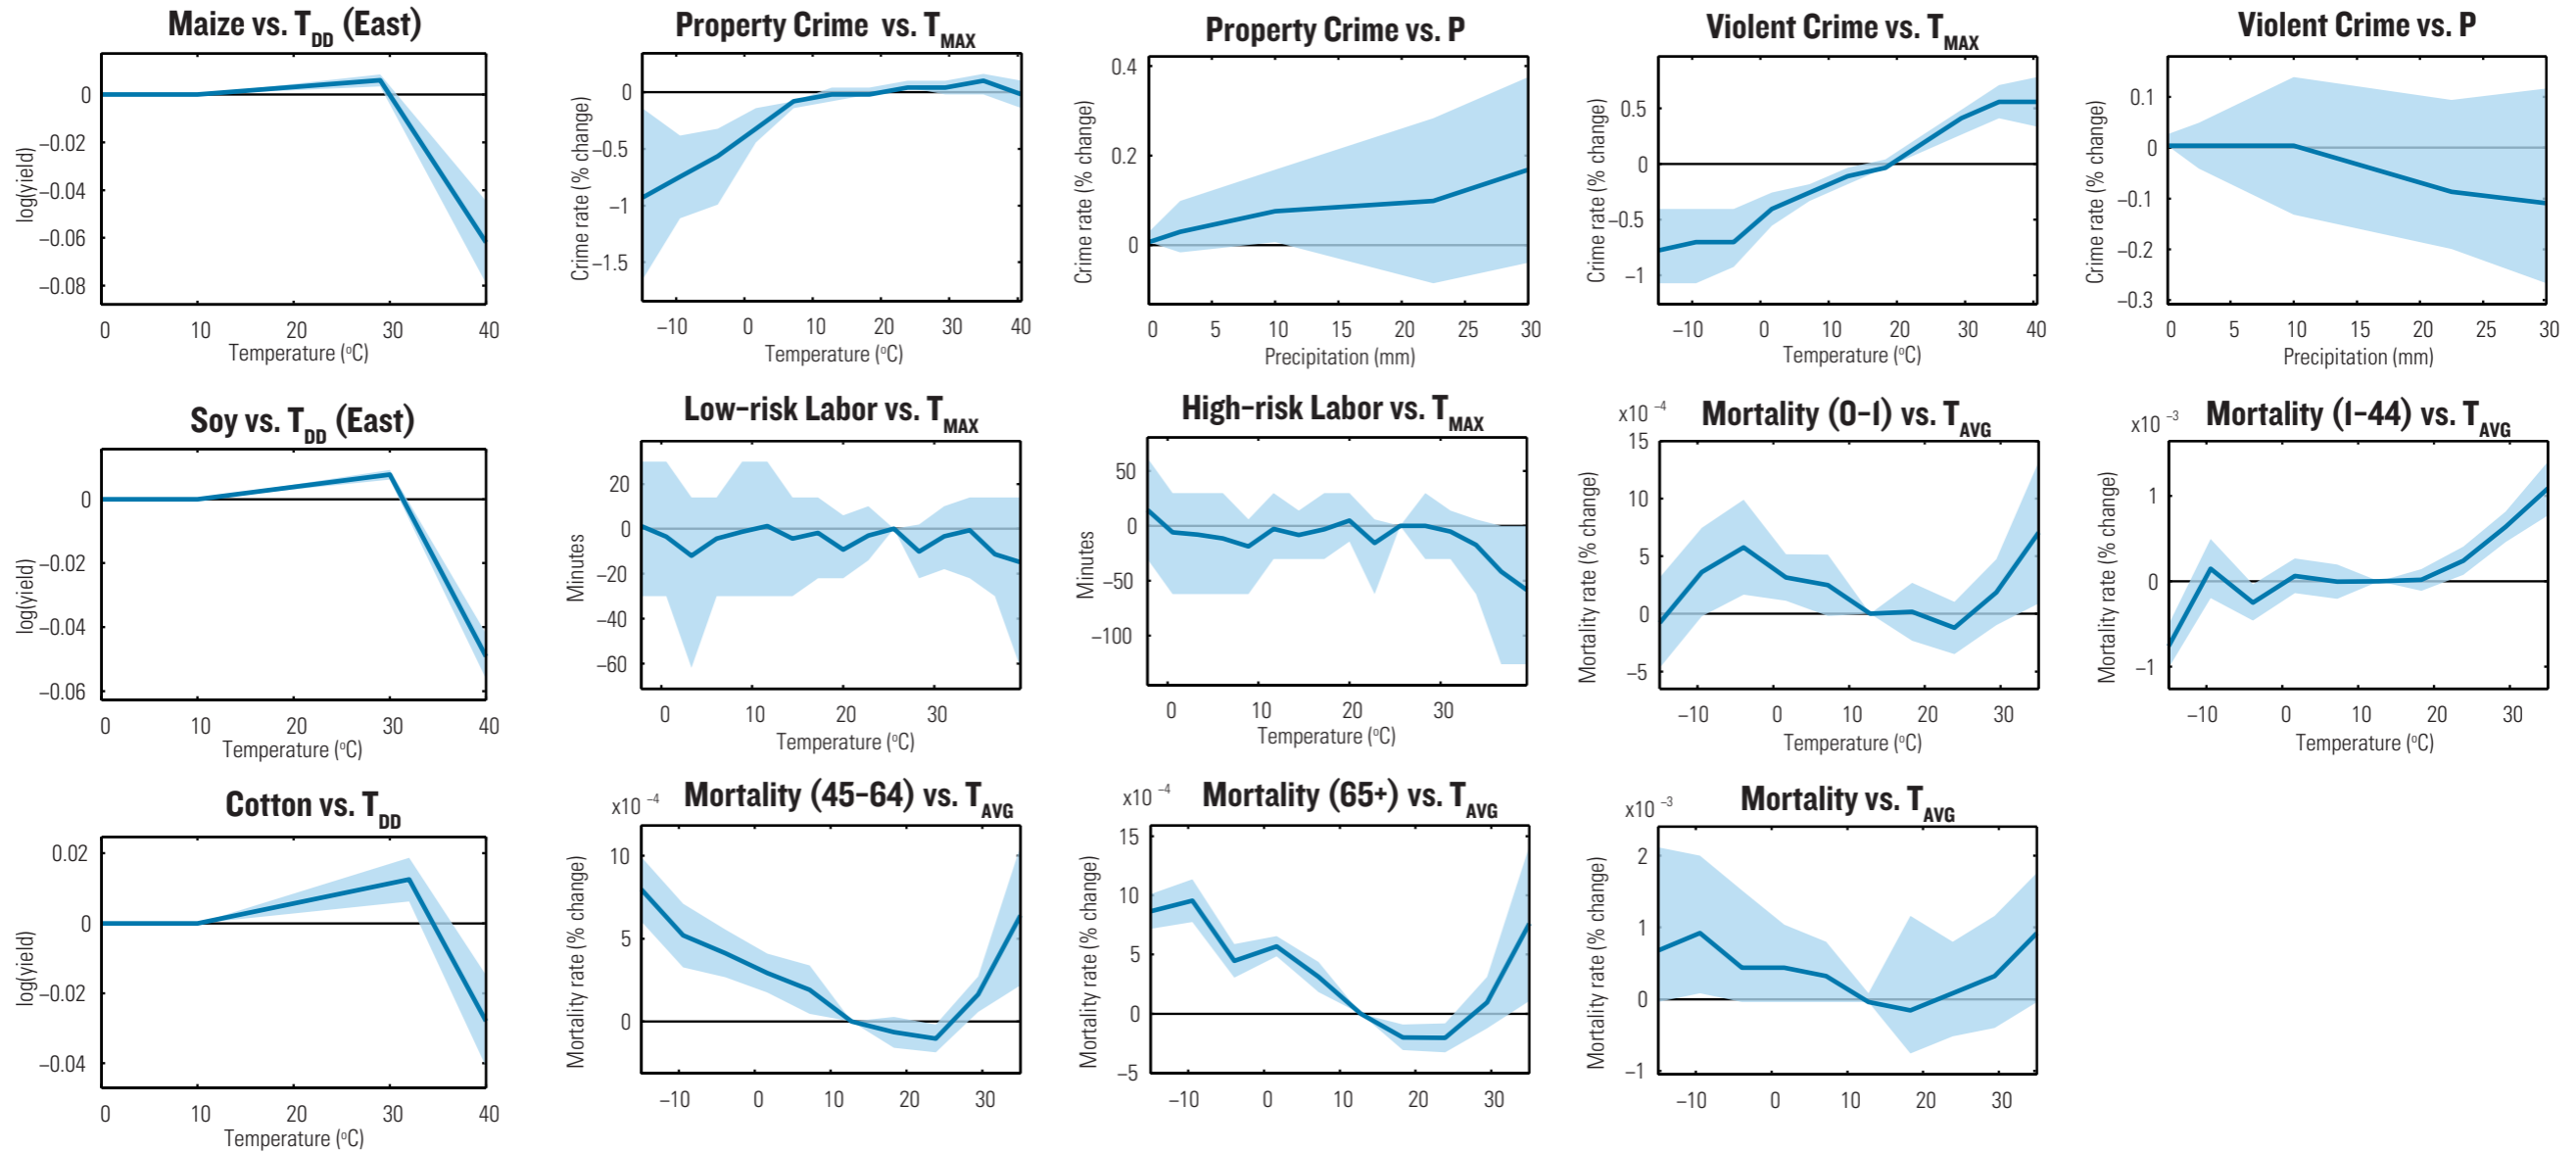 Maize vs. T_DD (East)
log(yield)
0
−0.02
−0.04
−0.06
−0.08
0 10 20 30 40
Temperature (ºC)
Property Crime vs. T_MAX
Crime rate (% change)
0
−0.5
−1
−1.5
−10 0 10 20 30 40
Temperature (ºC)
Property Crime vs. P
Crime rate (% change)
0.4
0.2
0
0 5 10 15 20 25 30
Precipitation (mm)
Violent Crime vs. T_MAX
Crime rate (% change)
0.5
0
−0.5
−1
−10 0 10 20 30 40
Temperature (ºC)
Violent Crime vs. P
Crime rate (% change)
0.1
0
−0.1
−0.2
−0.3
0 5 10 15 20 25 30
Precipitation (mm)
Soy vs. T_DD (East)
log(yield)
0
−0.02
−0.04
−0.06
0 10 20 30 40
Temperature (ºC)
Low−risk Labor vs. T_MAX
Minutes
20
0
−20
−40
−60
0 10 20 30
Temperature (ºC)
High−risk Labor vs. T_MAX
Minutes
50
0
−50
−100
0 10 20 30
Temperature (ºC)
x10 −4
Mortality (0−1) vs. T_AVG
Mortality rate (% change)
15
10
5
0
−5
−10 0 10 20 30
Temperature (ºC)
x10 −3
Mortality (1−44) vs. T_AVG
Mortality rate (% change)
1
0
−1
−10 0 10 20 30
Temperature (ºC)
Cotton vs. T_DD
log(yield)
0.02
0
−0.02
−0.04
0 10 20 30 40
Temperature (ºC)
x10 −4
Mortality (45−64) vs. T_AVG
Mortality rate (% change)
10
5
0
−10 0 10 20 30
x10 −4
Mortality (65+) vs. T_AVG
Mortality rate (% change)
15
10
5
0
−5
−10 0 10 20 30
x10 −3
Mortality vs. T_AVG
Mortality rate (% change)
2
1
0
−1
−10 0 10 20 30